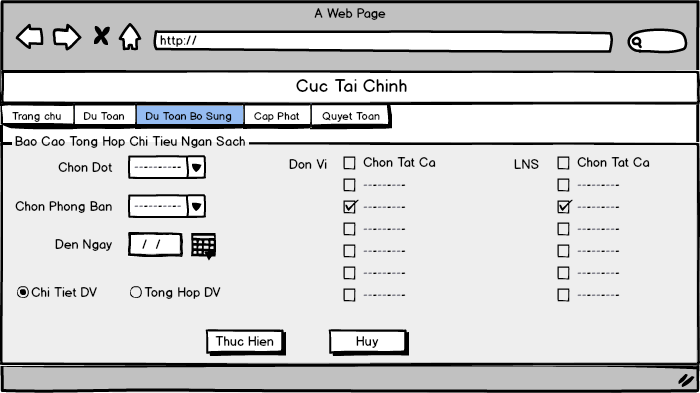 A Web Page
http://
Cuc Tai Chinh
Trang chu Du Toan Du Toan Bo Sung Cap Phat Quyet Toan
Bao Cao Tong Hop Chi Tieu Ngan Sach
Chon Dot ---------- Don Vi Chon Tat Ca LNS Chon Tat Ca
---------
---------
Chon Phong Ban ---------- --------- ---------
--------- ---------
Den Ngay / / --------- ---------
--------- ---------
Chi Tiet DV Tong Hop DV --------- ---------
Thuc Hien Huy